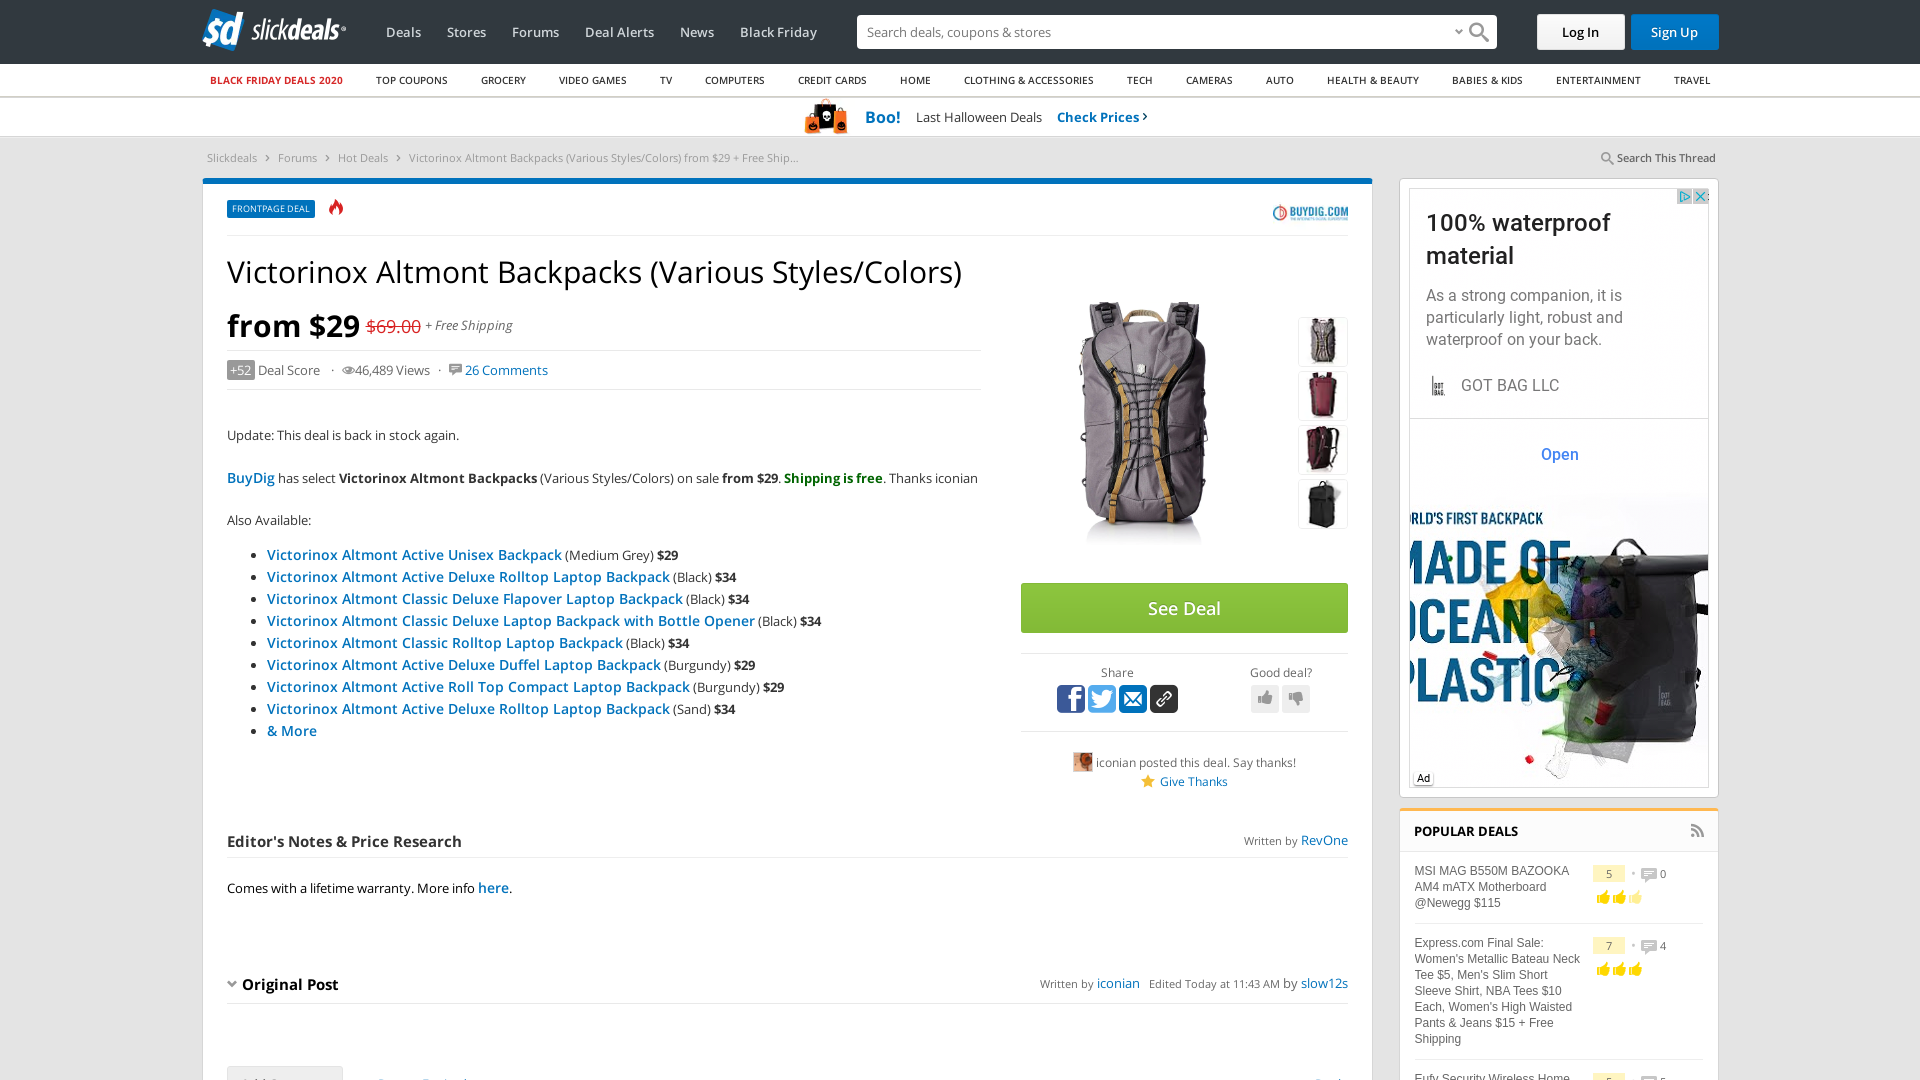 slickdeals
Deals
Stores
Forums
Deal Alerts
News
Black Friday
Search deals, coupons & shops
Log In
Sign Up
BLACK FRIDAY DEALS 2020
TOP COUPONS
GROCERY
VIDEO GAMES
TV
COMPUTERS
CREDIT CARDS
HOME
CLOTHING & ACCESSORIES
TECH
CAMERAS
AUTO
HEALTH & BEAUTY
BABIES & KIDS
ENTERTAINMENT
TRAVEL
Boo! Last Halloween Deals Check Prices
Slickdeals > Forums > Hot Deals > Victorinox Altmont Backpacks (Various Styles/Colors) from $29 + Free Ship...
Search This Thread
FRONTPAGE DEAL
BUYDIG.COM
Victorinox Altmont Backpacks (Various Styles/Colors)
from $29 $69.00 + Free Shipping
+52 Deal Score · 46,489 Views · 26 Comments
Update: This deal is back in stock again.
BuyDig has select Victorinox Altmont Backpacks (Various Styles/Colors) on sale from $29. Shipping is free. Thanks iconian
Also Available:
Victorinox Altmont Active Unisex Backpack (Medium Grey) $29
Victorinox Altmont Active Deluxe Rolltop Laptop Backpack (Black) $34
Victorinox Altmont Classic Deluxe Flapover Laptop Backpack (Black) $34
Victorinox Altmont Classic Deluxe Laptop Backpack with Bottle Opener (Black) $34
Victorinox Altmont Classic Rolltop Laptop Backpack (Black) $34
Victorinox Altmont Active Deluxe Duffel Laptop Backpack (Burgundy) $29
Victorinox Altmont Active Roll Top Compact Laptop Backpack (Burgundy) $29
Victorinox Altmont Active Deluxe Rolltop Laptop Backpack (Sand) $34
& More
See Deal
Share
Good deal?
iconian posted this deal. Say thanks!
Give Thanks
Editor's Notes & Price Research
Written by RevOne
Comes with a lifetime warranty. More info here.
Original Post
Written by iconian Edited Today at 11:43 AM by slow12s
100% waterproof
material
As a strong companion, it is
particularly light, robust and
waterproof on your back.
GOT BAG.
GOT BAG LLC
Open
ORLD'S FIRST BACKPACK
MADE OF
OCEAN
PLASTIC
Ad
POPULAR DEALS
MSI MAG B550M BAZOOKA
AM4 mATX Motherboard
@Newegg $115
5 • 0
Express.com Final Sale:
Women's Metallic Bateau Neck
Tee $5, Men's Slim Short
Sleeve Shirt, NBA Tees $10
Each, Women's High Waisted
Pants & Jeans $15 + Free
Shipping
7 • 4
Eufy Security Wireless Home